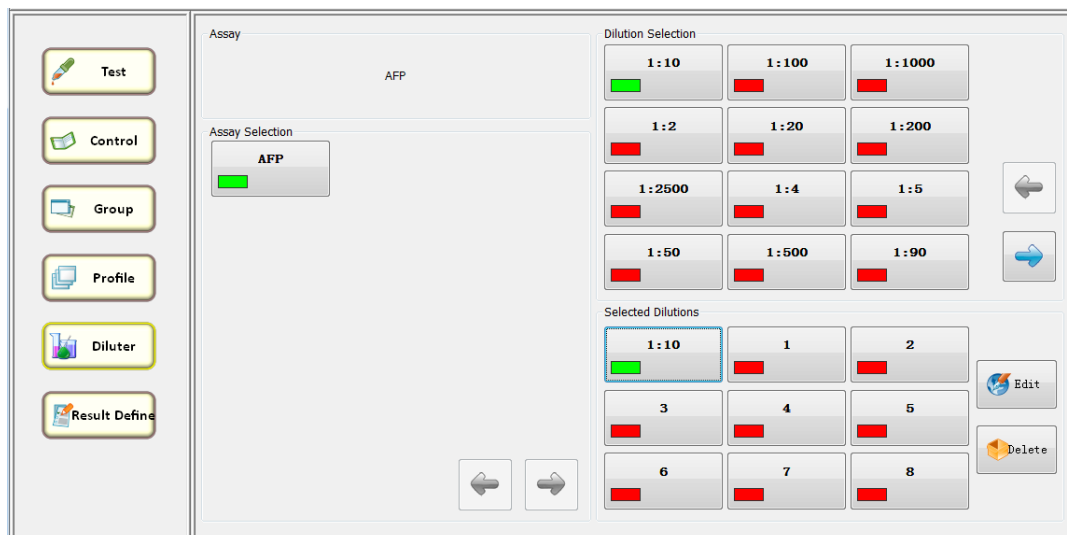 Test
Control
Group
Profile
Diluter
Result Define
Assay
AFP
Assay Selection
AFP
Dilution Selection
1:10 1:100 1:1000
1:2 1:20 1:200
1:2500 1:4 1:5
1:50 1:500 1:90
Selected Dilutions
1:10 1 2
3 4 5
6 7 8
Edit
Delete